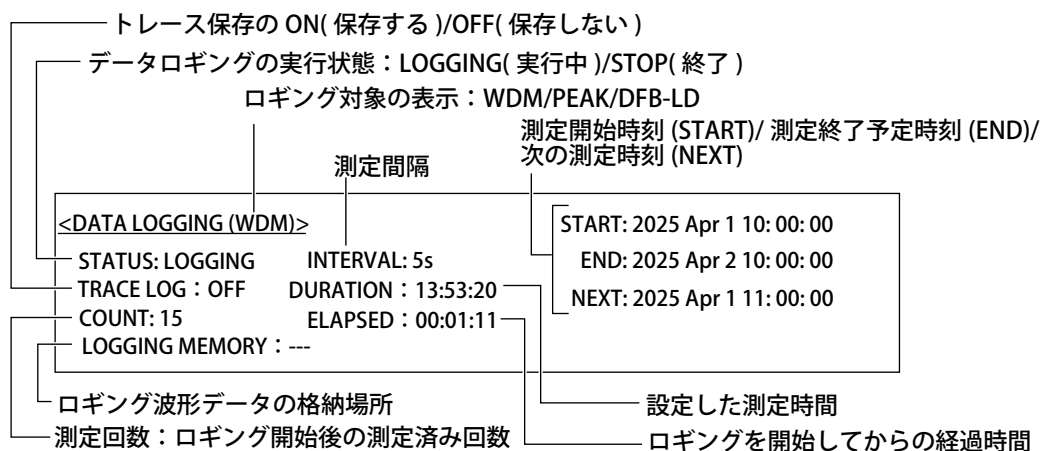 トレース保存の ON( 保存する )/OFF( 保存しない )
データロギングの実行状態：LOGGING( 実行中 )/STOP( 終了 )
ロギング対象の表示：WDM/PEAK/DFB-LD
測定開始時刻 (START)/ 測定終了予定時刻 (END)/
次の測定時刻 (NEXT)
測定間隔
<DATA LOGGING (WDM)>
START: 2025 Apr 1 10: 00: 00
STATUS: LOGGING INTERVAL: 5s
END: 2025 Apr 2 10: 00: 00
TRACE LOG：OFF DURATION：13:53:20
NEXT: 2025 Apr 1 11: 00: 00
COUNT: 15 ELAPSED：00:01:11
LOGGING MEMORY：---
ロギング波形データの格納場所
設定した測定時間
測定回数：ロギング開始後の測定済み回数
ロギングを開始してからの経過時間